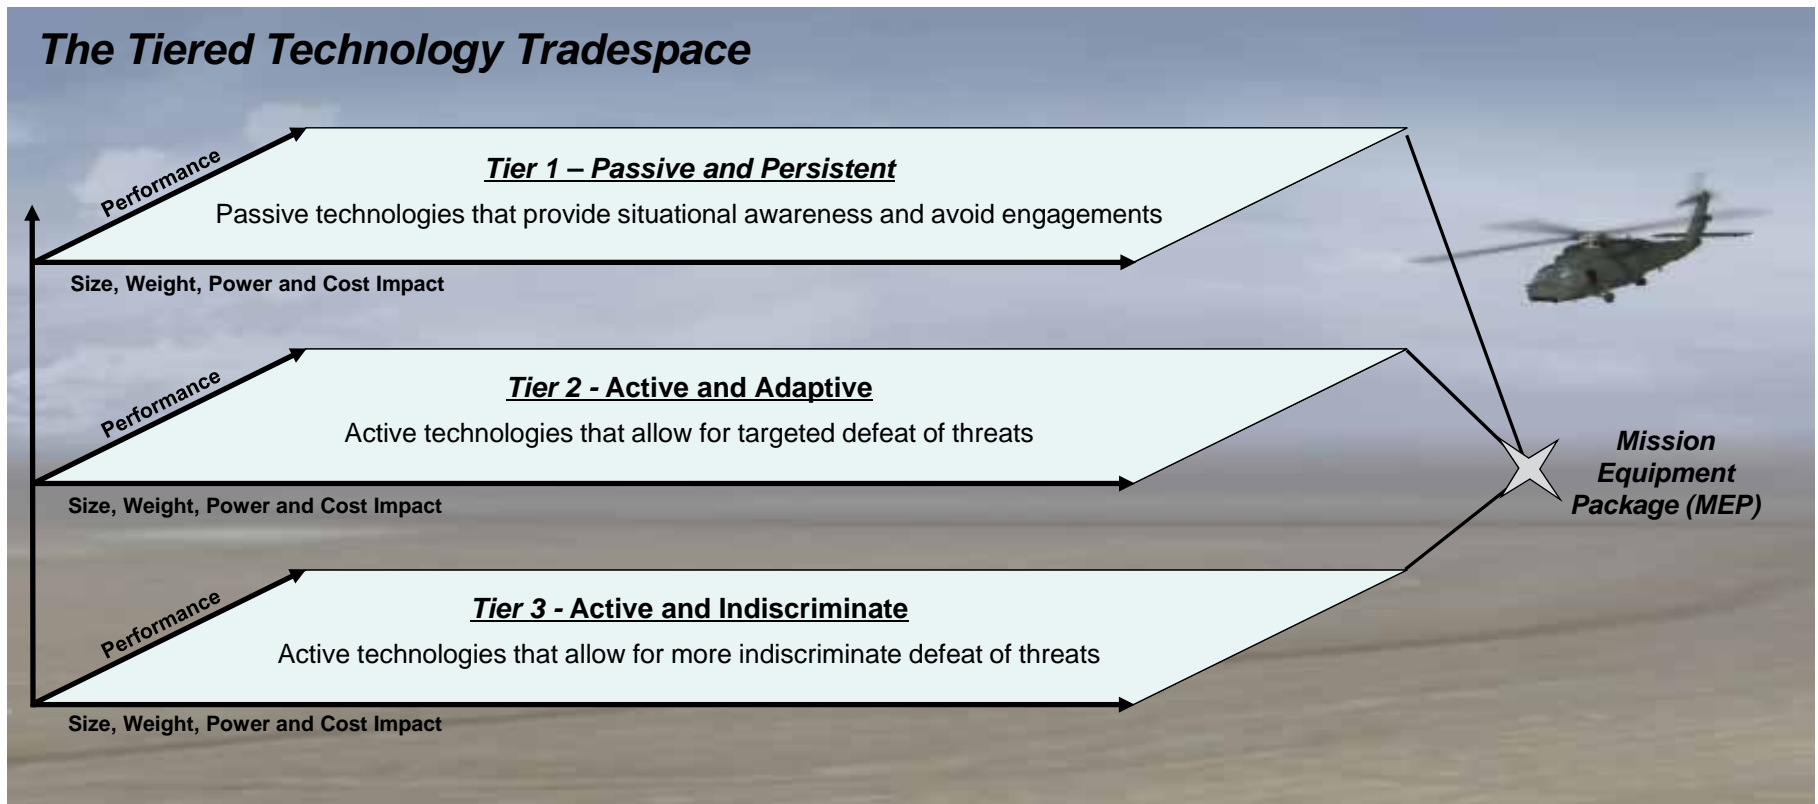 The Tiered Technology Tradespace
Performance
Tier 1 – Passive and Persistent
Passive technologies that provide situational awareness and avoid engagements
Size, Weight, Power and Cost Impact
Performance
Tier 2 - Active and Adaptive
Active technologies that allow for targeted defeat of threats
Size, Weight, Power and Cost Impact
Mission
Equipment
Package (MEP)
Performance
Tier 3 - Active and Indiscriminate
Active technologies that allow for more indiscriminate defeat of threats
Size, Weight, Power and Cost Impact